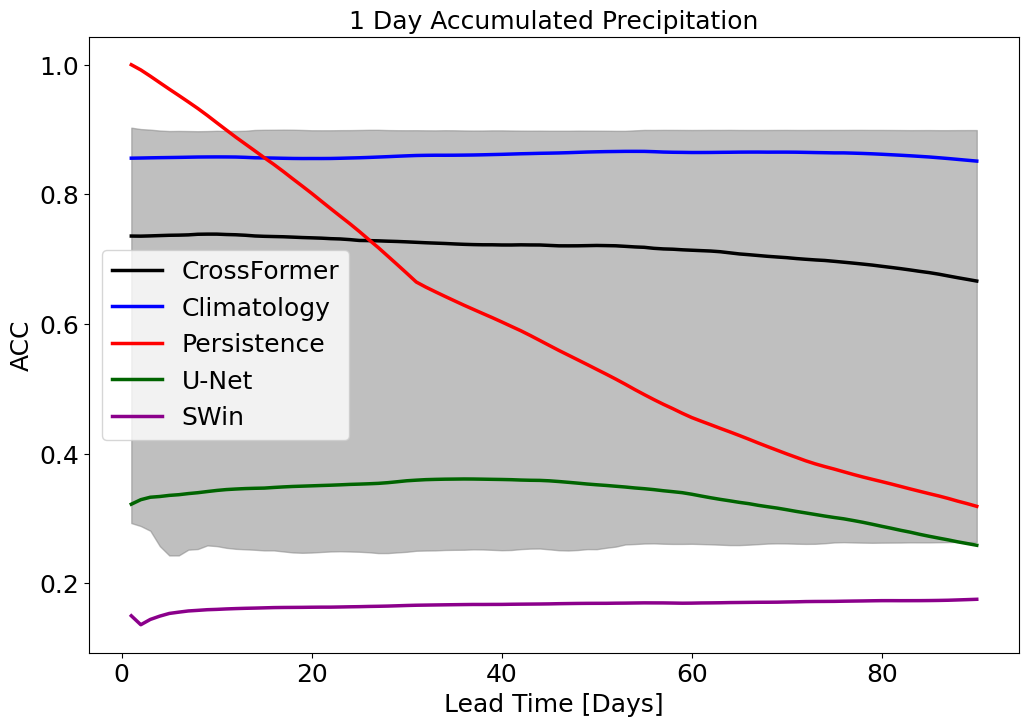 1 Day Accumulated Precipitation
ACC
1.0
0.8
0.6
0.4
0.2
CrossFormer
Climatology
Persistence
U-Net
SWin
0
20
40
60
80
Lead Time [Days]